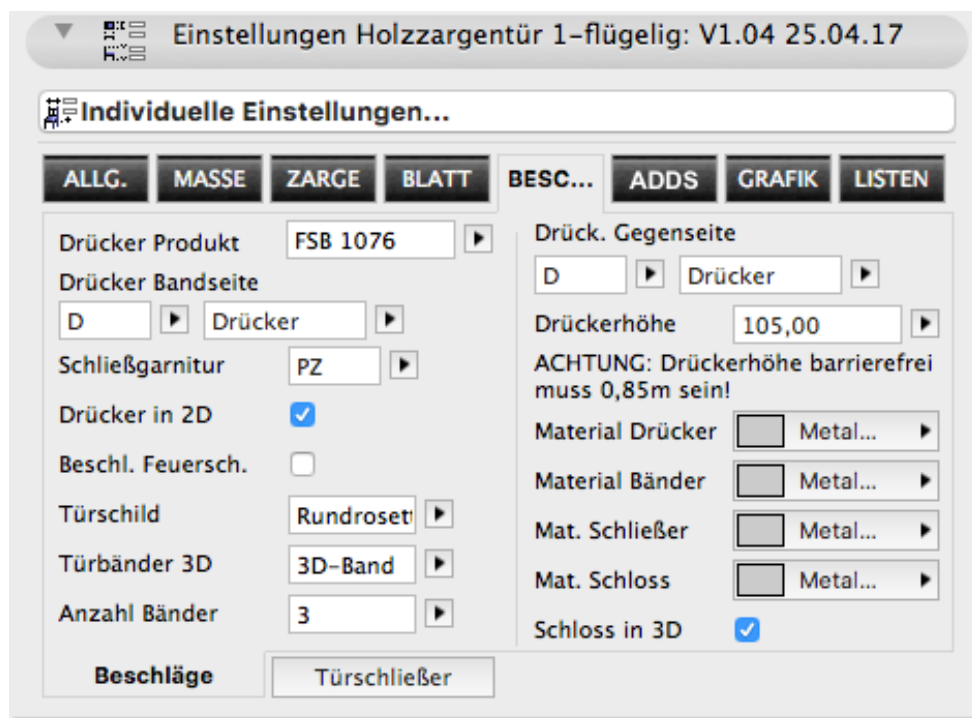 Einstellungen Holzzargentür 1-flügelig: V1.04 25.04.17
Individuelle Einstellungen...
ALLG. MASSE ZARGE BLATT BESC... ADDS GRAFIK LISTEN
Drücker Produkt FSB 1076
Drücker Bandseite
D Drücker
Schließgarnitur PZ
Drücker in 2D
Beschl. Feuersch.
Türschild Rundrosett
Türbänder 3D 3D-Band
Anzahl Bänder 3
Drück. Gegenseite
D Drücker
Drückerhöhe 105,00
ACHTUNG: Drückerhöhe barrierefrei
muss 0,85m sein!
Material Drücker Metal...
Material Bänder Metal...
Mat. Schließer Metal...
Mat. Schloss Metal...
Schloss in 3D
Beschläge Türschließer